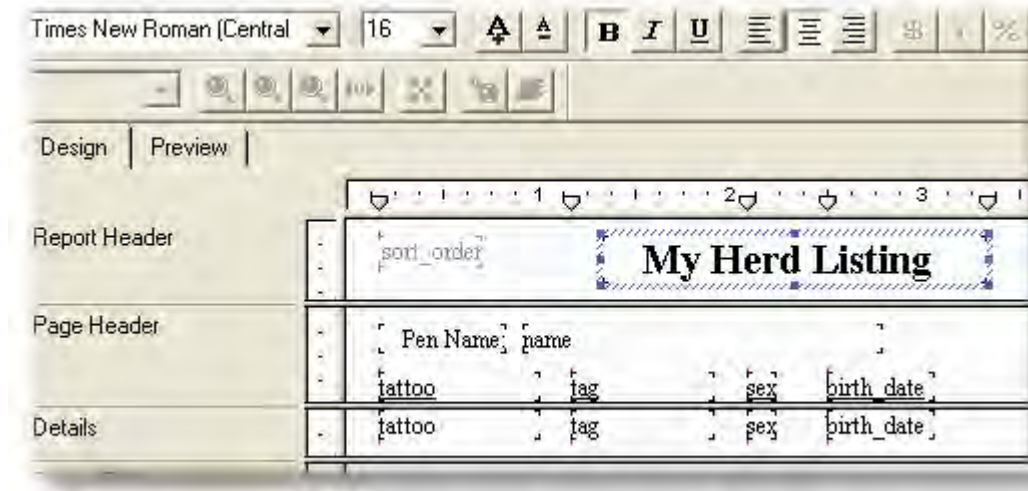 Times New Roman (Central 16 B I U $ , %
Design Preview
1 2 3
Report Header sort_order My Herd Listing
Page Header Pen Name name
tattoo tag sex birth_date
Details tattoo tag sex birth_date